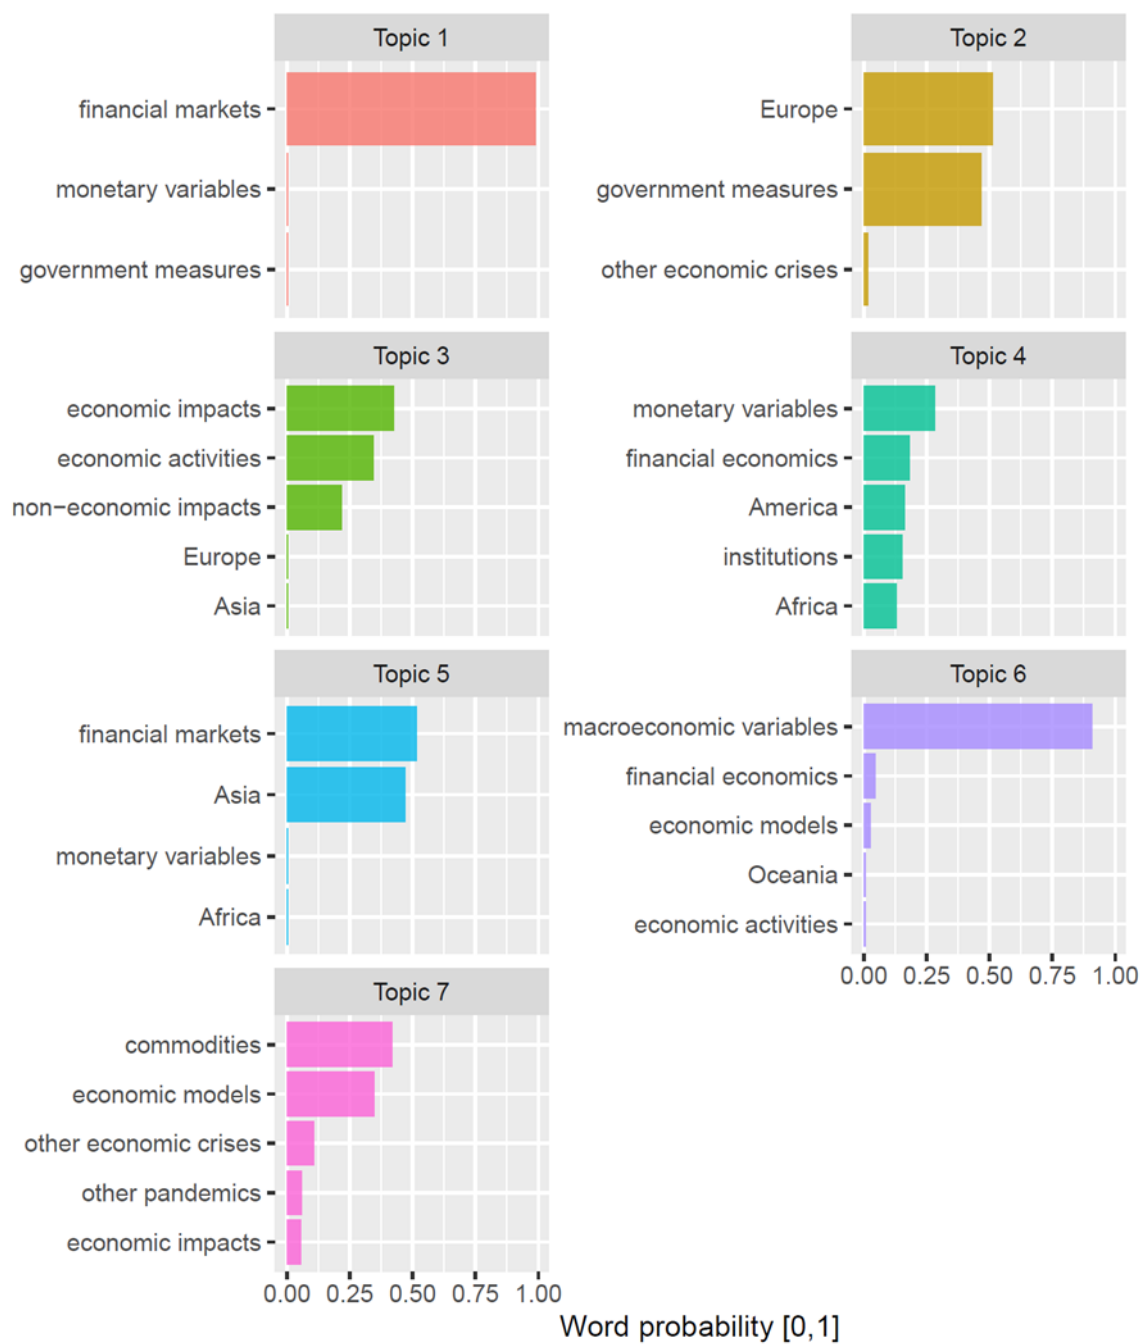 Topic 1
financial markets
monetary variables
government measures
Topic 2
Europe
government measures
other economic crises
Topic 3
economic impacts
economic activities
non−economic impacts
Europe
Asia
Topic 4
monetary variables
financial economics
America
institutions
Africa
Topic 5
financial markets
Asia
monetary variables
Africa
Topic 6
macroeconomic variables
financial economics
economic models
Oceania
economic activities
0.00 0.25 0.50 0.75 1.00
Topic 7
commodities
economic models
other economic crises
other pandemics
economic impacts
0.00 0.25 0.50 0.75 1.00
Word probability [0,1]